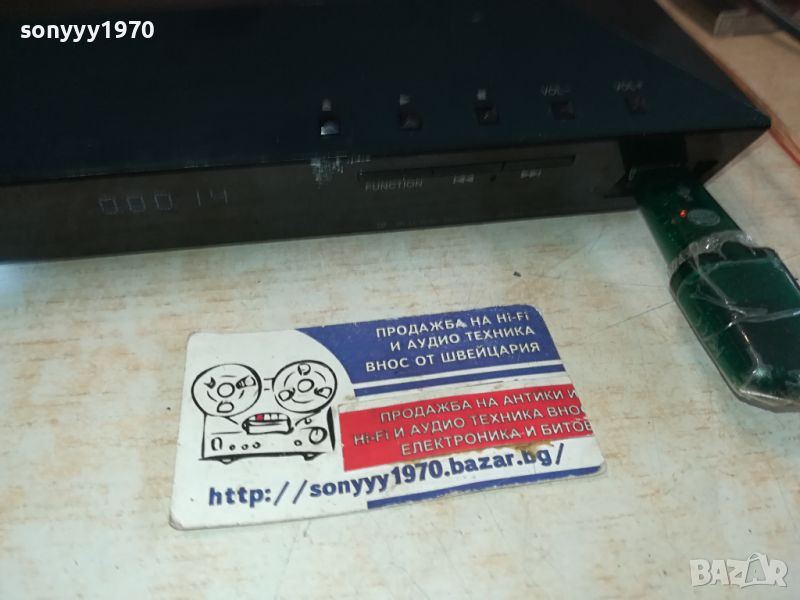 sonyyy1970
VOL-
VOL+
FUNCTION
0.00.14
ПРОДАЖБА НА Hi-Fi
И АУДИО ТЕХНИКА
ВНОС ОТ ШВЕЙЦАРИЯ
ПРОДАЖБА НА АНТИКИ И
Hi-Fi И АУДИО ТЕХНИКА ВНОС
ЕЛЕКТРОНИКА И БИТОВ
http://sonyyy1970.bazar.bg/
BAZAR